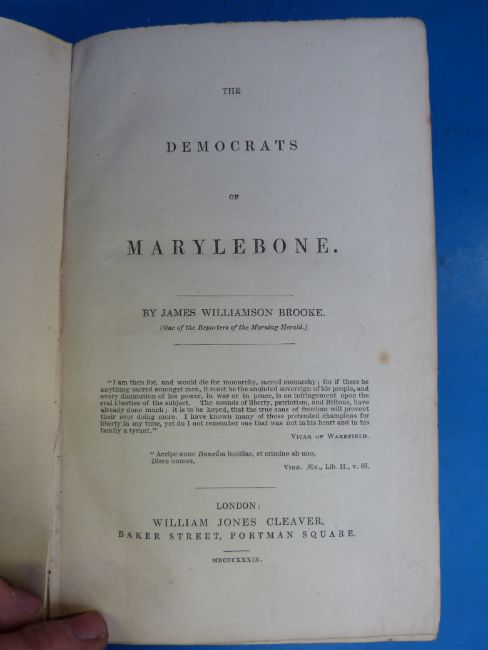 THE
DEMOCRATS
OF
MARYLEBONE.
BY JAMES WILLIAMSON BROOKE.
(One of the Reporters of the Morning Herald.)
"I am then for, and would die for monarchy, sacred monarchy; for if there be
anything sacred amongst men, it must be the anointed sovereign of his people, and
every diminution of his power, in war or in peace, is an infringement upon the
real liberties of the subject. The sounds of liberty, patriotism, and Britons, have
already done much; it is to be hoped, that the true sons of freedom will prevent
their ever doing more. I have known many of those pretended champions for
liberty in my time, yet do I not remember one that was not in his heart and in his
family a tyrant."
VICAR OF WAKEFIELD.
"Accipe nunc Danaûm insidias, et crimine ab uno,
Disce omnes,
VIRG. ÆN., Lib. II., v. 66.
LONDON:
WILLIAM JONES CLEAVER,
BAKER STREET, PORTMAN SQUARE.
MDCCCXXXIX.